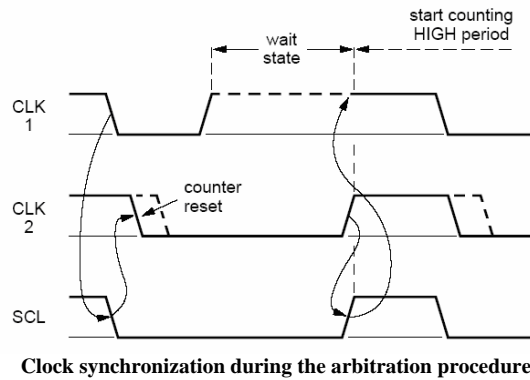 start counting
HIGH period
wait
state
CLK
1
counter
reset
CLK
2
SCL
Clock synchronization during the arbitration procedure